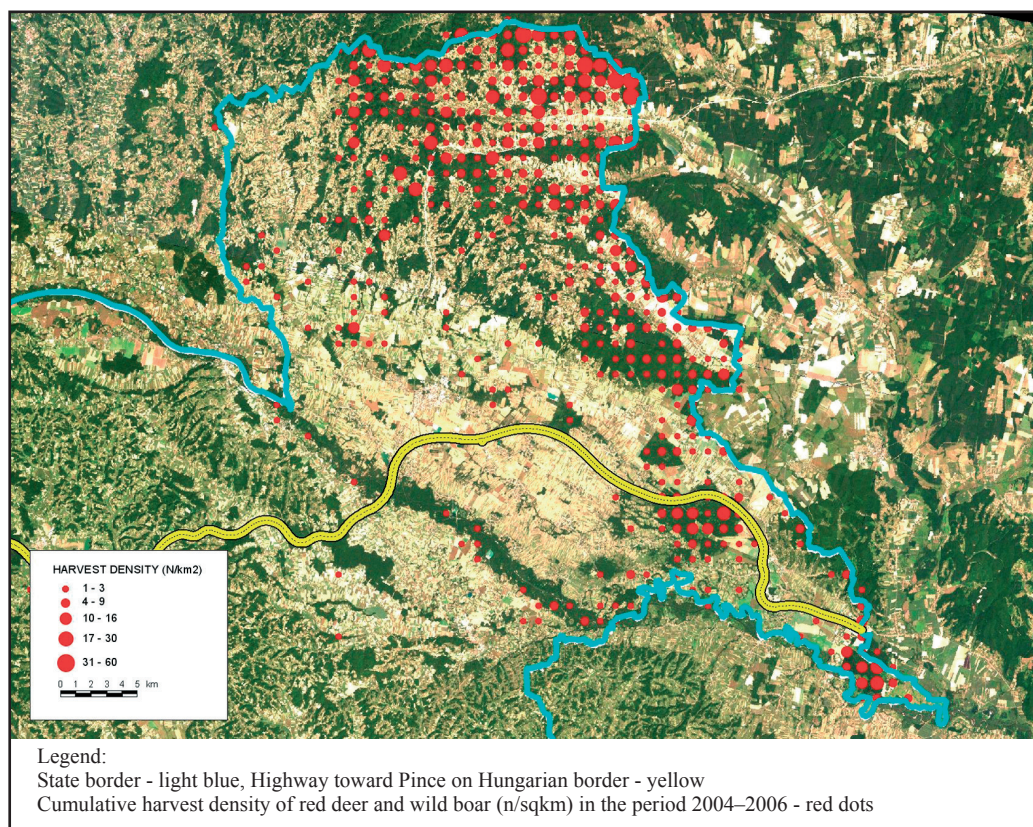 HARVEST DENSITY (N/km2)
1 - 3
4 - 9
10 - 16
17 - 30
31 - 60
0 1 2 3 4 5 km
Legend:
State border - light blue, Highway toward Pince on Hungarian border - yellow
Cumulative harvest density of red deer and wild boar (n/sqkm) in the period 2004–2006 - red dots